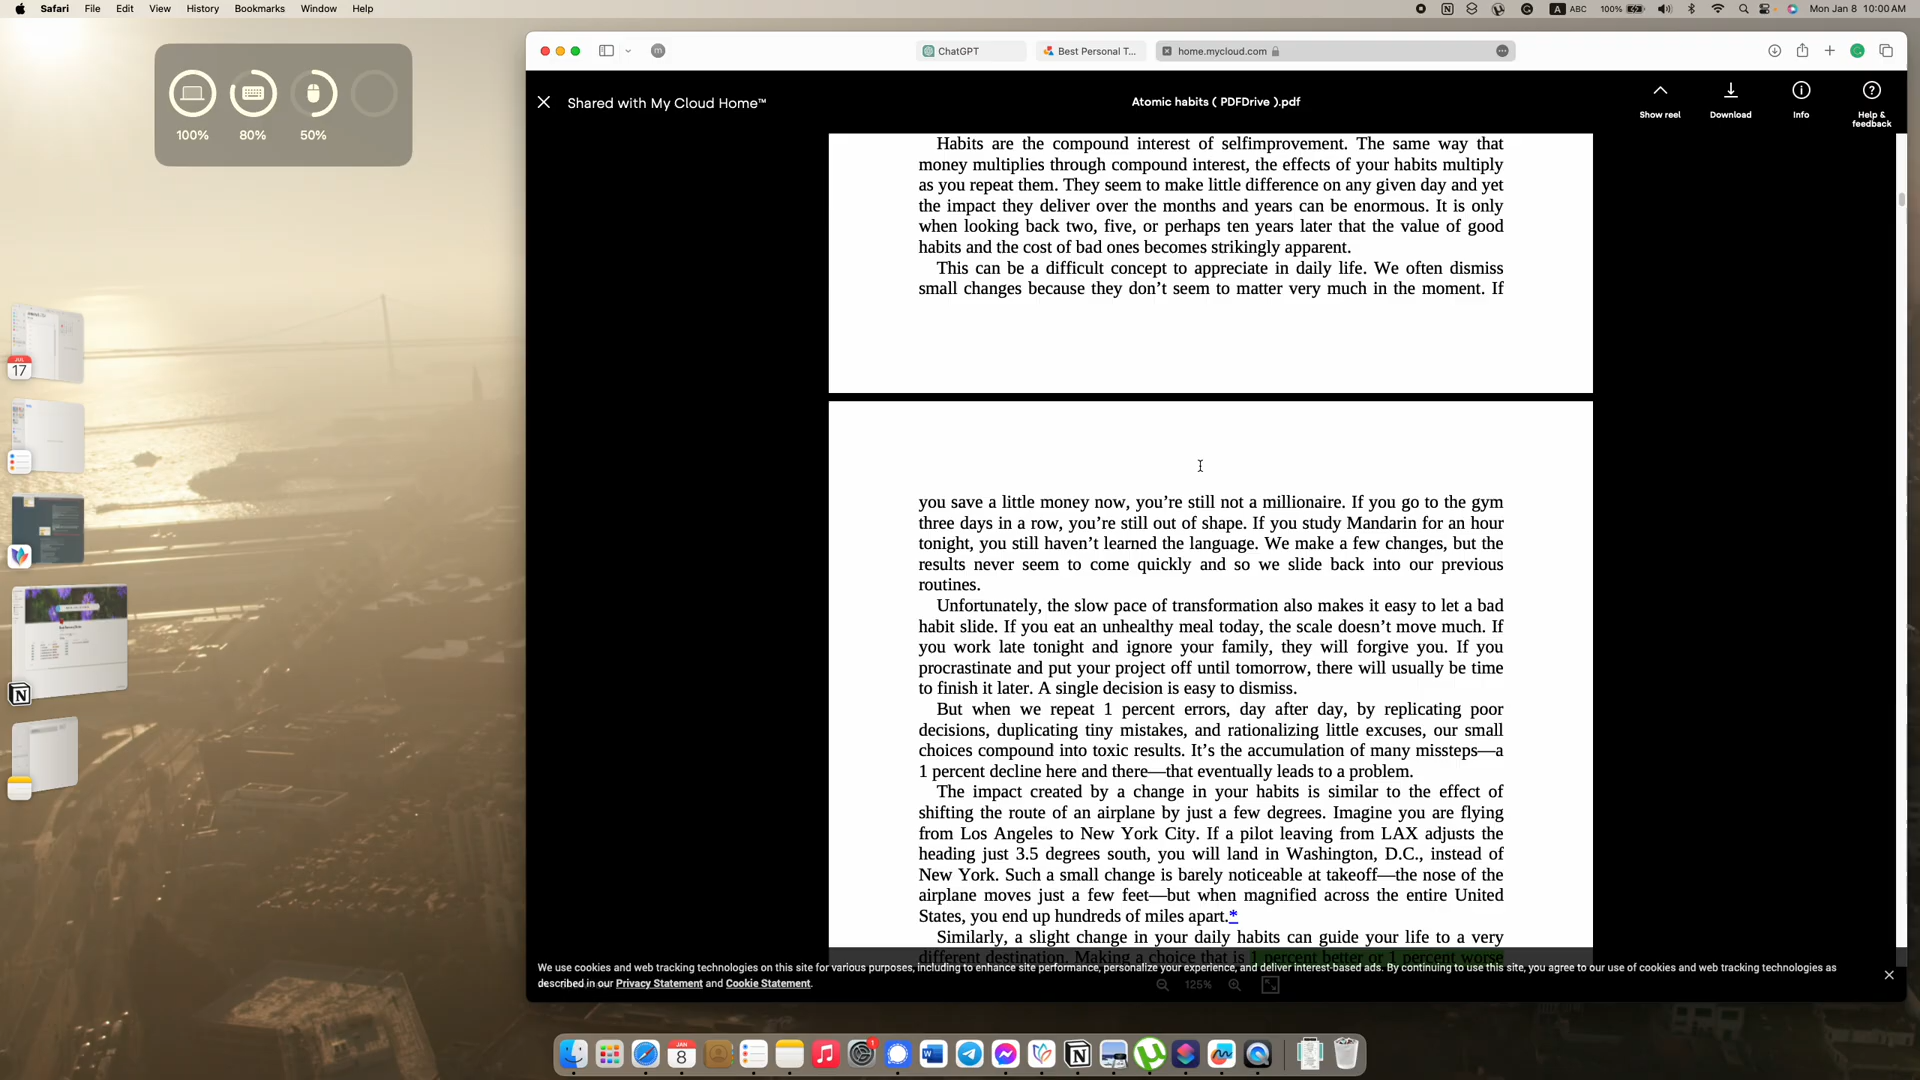 Safari File Edit View History Bookmarks Window Help
A ABC 100% Mon Jan 8 10:00 AM
100% 80% 50%
ChatGPT
Best Personal T...
home.mycloud.com
Shared with My Cloud Home™
Atomic habits ( PDFDrive ).pdf
Show reel
Download
Info
Help &
feedback
Habits are the compound interest of selfimprovement. The same way that
money multiplies through compound interest, the effects of your habits multiply
as you repeat them. They seem to make little difference on any given day and yet
the impact they deliver over the months and years can be enormous. It is only
when looking back two, five, or perhaps ten years later that the value of good
habits and the cost of bad ones becomes strikingly apparent.
This can be a difficult concept to appreciate in daily life. We often dismiss
small changes because they don’t seem to matter very much in the moment. If
you save a little money now, you’re still not a millionaire. If you go to the gym
three days in a row, you’re still out of shape. If you study Mandarin for an hour
tonight, you still haven’t learned the language. We make a few changes, but the
results never seem to come quickly and so we slide back into our previous
routines.
Unfortunately, the slow pace of transformation also makes it easy to let a bad
habit slide. If you eat an unhealthy meal today, the scale doesn’t move much. If
you work late tonight and ignore your family, they will forgive you. If you
procrastinate and put your project off until tomorrow, there will usually be time
to finish it later. A single decision is easy to dismiss.
But when we repeat 1 percent errors, day after day, by replicating poor
decisions, duplicating tiny mistakes, and rationalizing little excuses, our small
choices compound into toxic results. It’s the accumulation of many missteps—a
1 percent decline here and there—that eventually leads to a problem.
The impact created by a change in your habits is similar to the effect of
shifting the route of an airplane by just a few degrees. Imagine you are flying
from Los Angeles to New York City. If a pilot leaving from LAX adjusts the
heading just 3.5 degrees south, you will land in Washington, D.C., instead of
New York. Such a small change is barely noticeable at takeoff—the nose of the
airplane moves just a few feet—but when magnified across the entire United
States, you end up hundreds of miles apart.*
Similarly, a slight change in your daily habits can guide your life to a very
different destination. Making a choice that is 1 percent better or 1 percent worse
We use cookies and web tracking technologies on this site for various purposes, including to enhance site performance, personalize your experience, and deliver interest-based ads. By continuing to use this site, you agree to our use of cookies and web tracking technologies as
described in our Privacy Statement and Cookie Statement.
125%
JUL
17
JAN
8
1